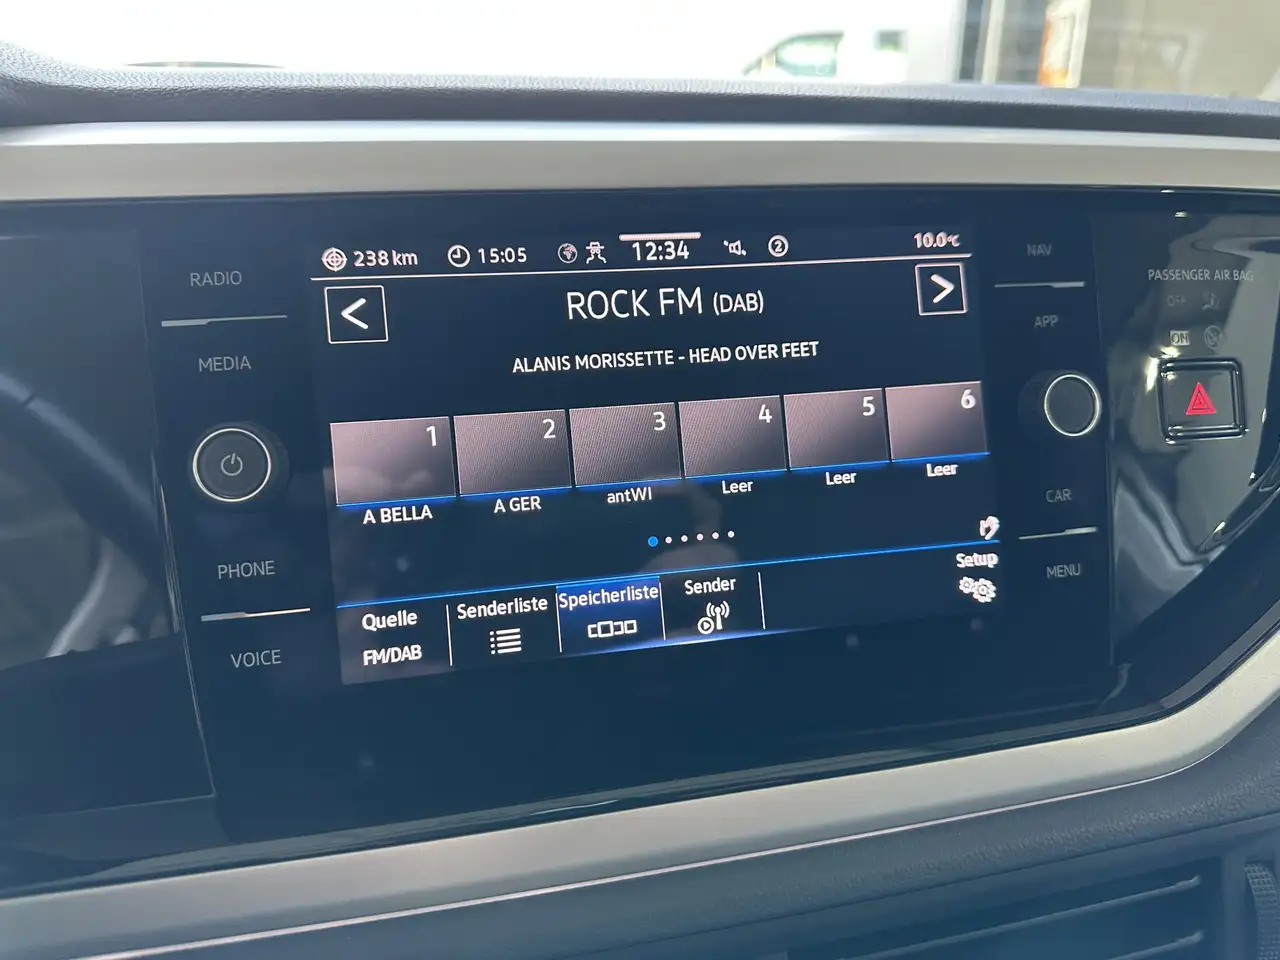 RADIO
MEDIA
PHONE
VOICE
238 km
15:05
12:34
2
10.0°C
<
ROCK FM (DAB)
>
ALANIS MORISSETTE - HEAD OVER FEET
1 2 3 4 5 6
A BELLA A GER antWI Leer Leer Leer
Setup
Quelle
FM/DAB
Senderliste
Speicherliste
Sender
NAV
APP
CAR
MENU
PASSENGER AIR BAG
OFF
ON